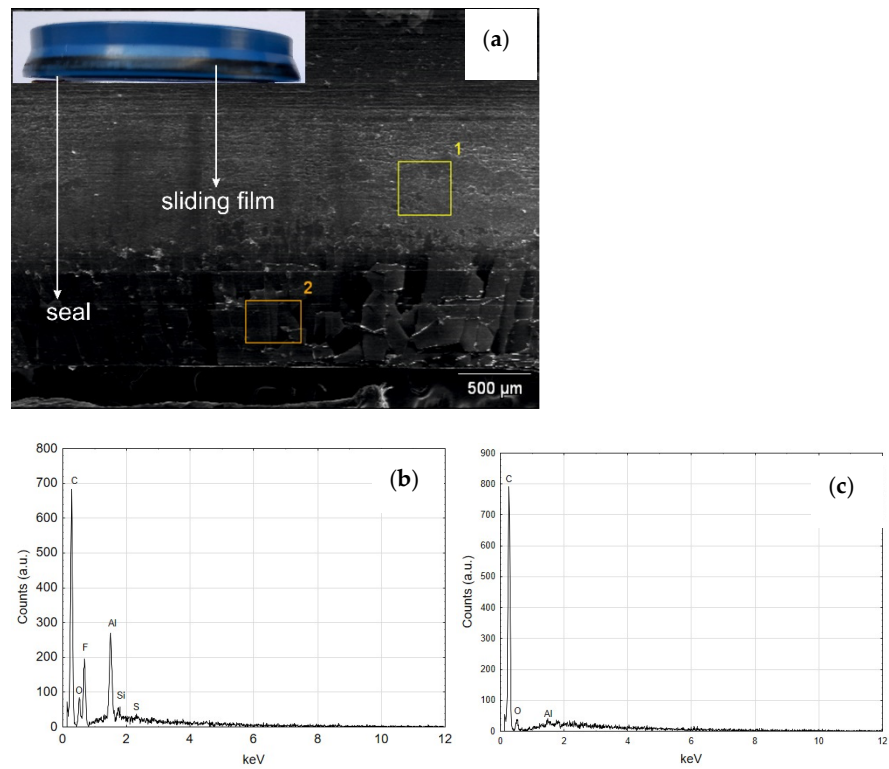 (a)
1
sliding film
2
seal
500 µm
(b)
800
700
600
500
400
300
200
100
0
Counts (a.u.)
C
O
F
Al
Si
S
0
2
4
6
8
10
12
keV
(c)
900
800
700
600
500
400
300
200
100
0
Counts (a.u.)
C
O
Al
0
2
4
6
8
10
12
keV